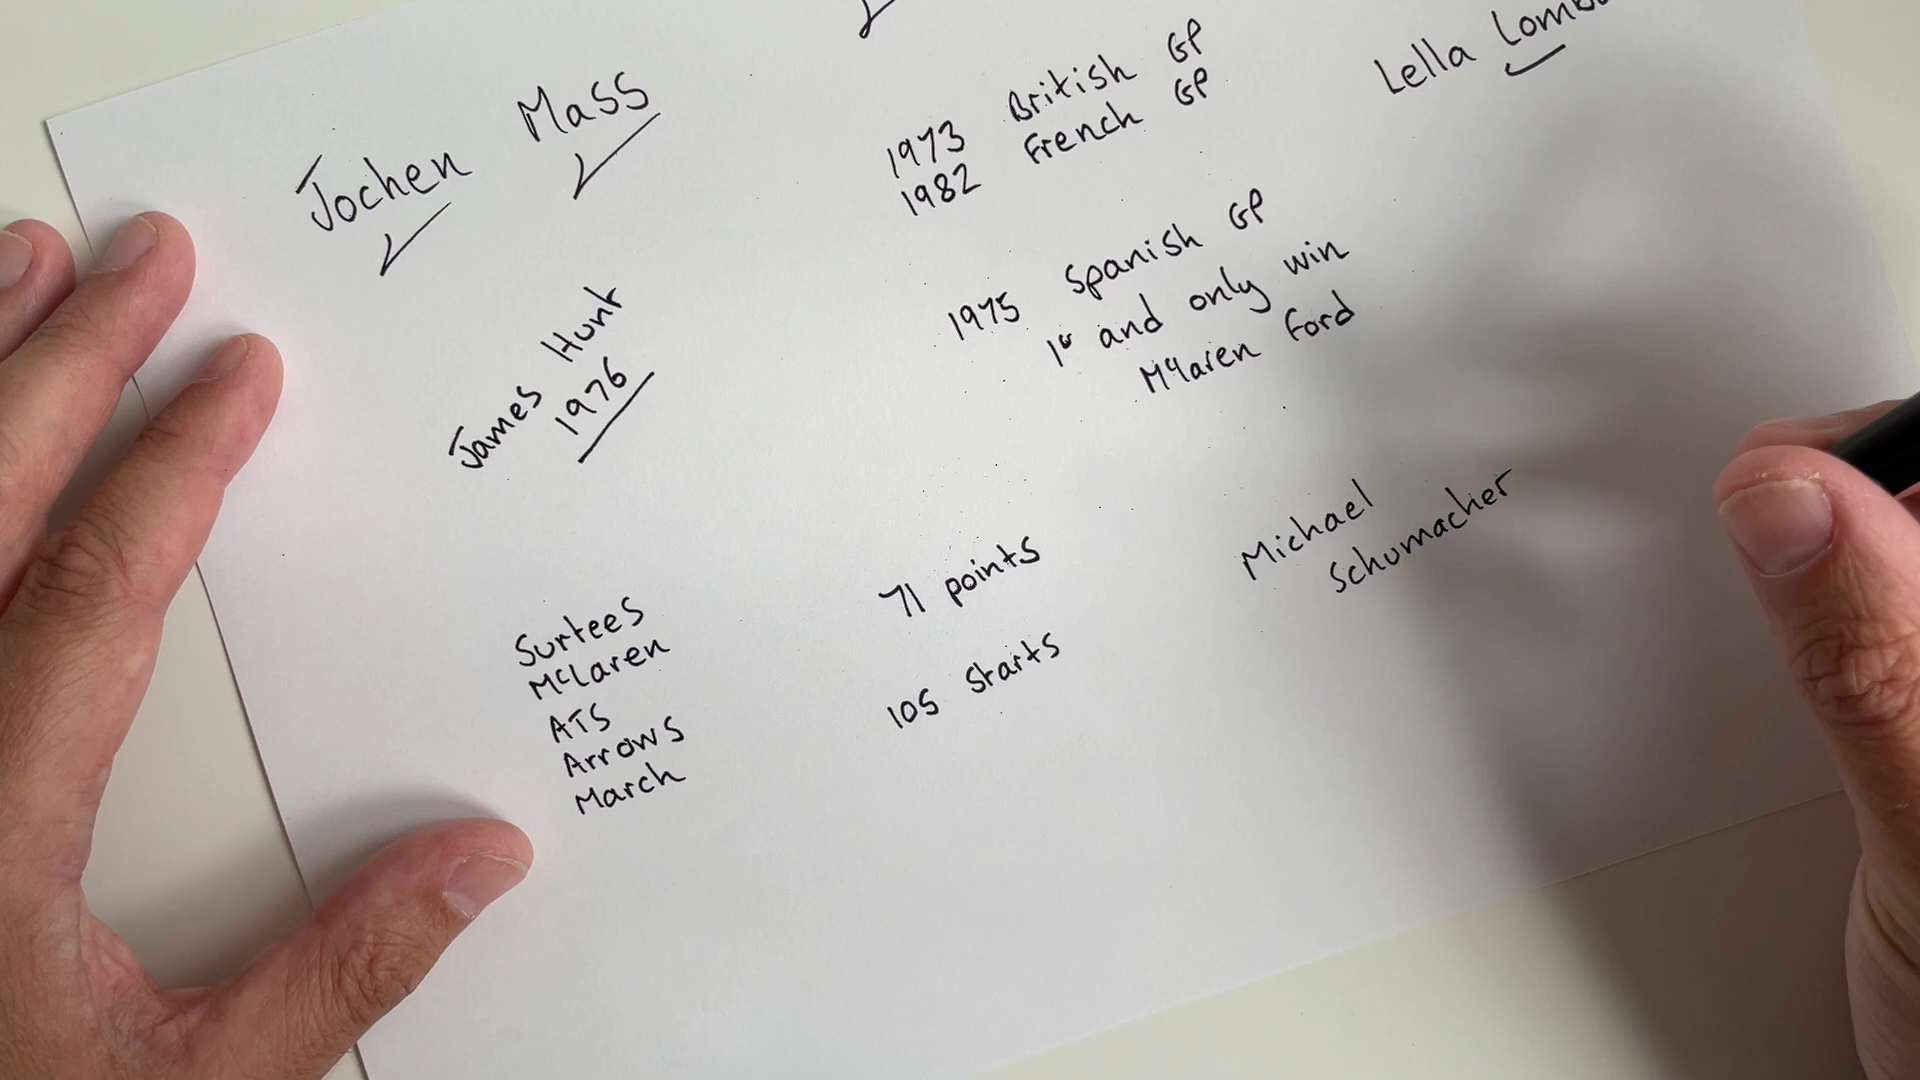 Jochen Mass
1973 British GP
1982 French GP
Lella
James Hunt
1976
1975 Spanish GP
1st and only win
McLaren Ford
Surtees
McLaren
ATS
Arrows
March
71 points
105 Starts
Michael
Schumacher